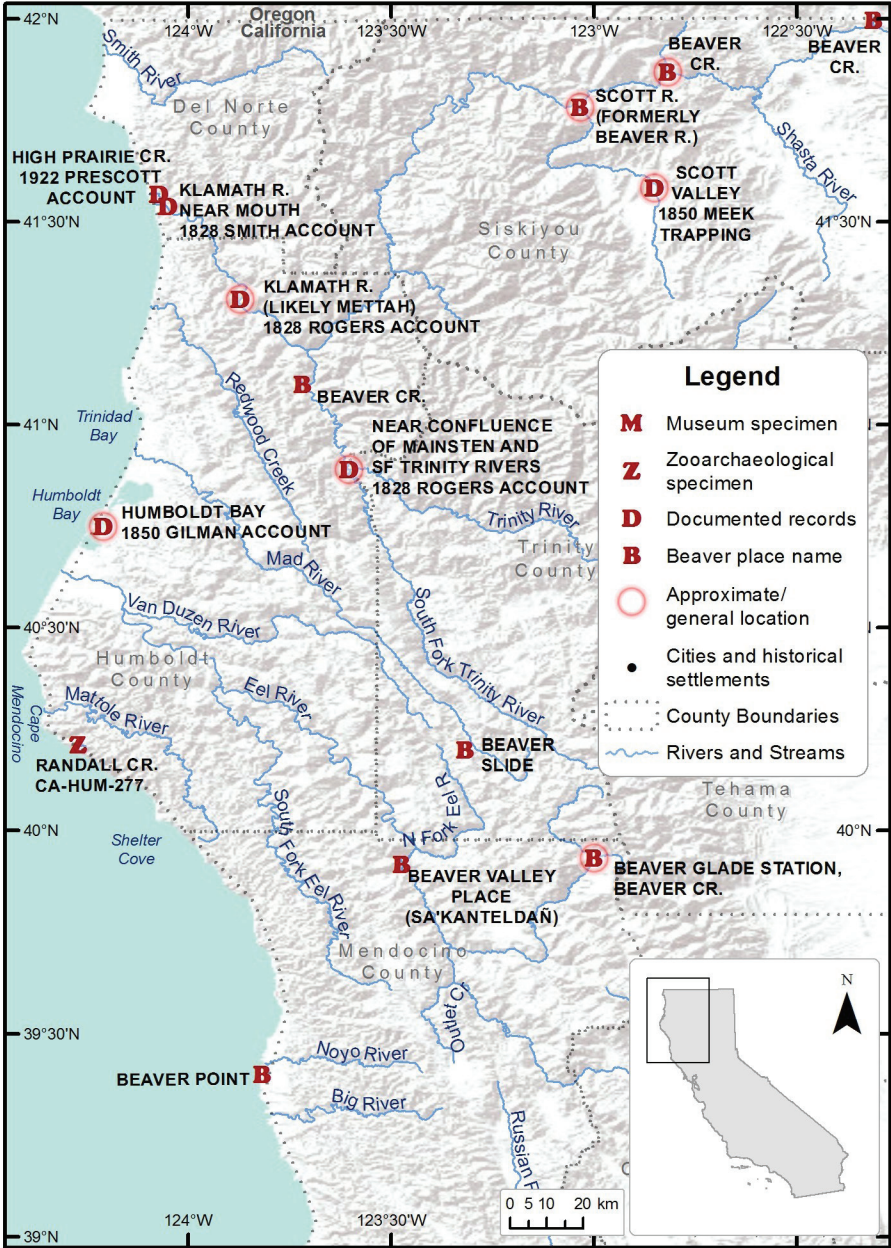 42°N
124°W
Oregon
California
123°30'W
123°W
122°30'W
Smith River
Del Norte
County
BEAVER
CR.
BEAVER
CR.
SCOTT R.
(FORMERLY
BEAVER R.)
Shasta River
HIGH PRAIRIE CR.
1922 PRESCOTT
ACCOUNT
D
D
KLAMATH R.
NEAR MOUTH
1828 SMITH ACCOUNT
D
SCOTT
VALLEY
1850 MEEK
TRAPPING
B
B
B
41°30'N
41°30'N
Siskiyou
County
D
KLAMATH R.
(LIKELY METTAH)
1828 ROGERS ACCOUNT
B
BEAVER CR.
Redwood Creek
41°N
Trinidad
Bay
D
NEAR CONFLUENCE
OF MAINSTEN AND
SF TRINITY RIVERS
1828 ROGERS ACCOUNT
Trinity River
Trinity
County
Humboldt
Bay
D
HUMBOLDT BAY
1850 GILMAN ACCOUNT
Mad River
Van Duzen River
40°30'N
South Fork Trinity River
Humboldt
County
Eel River
Mattole River
Cape
Mendocino
Z
RANDALL CR.
CA-HUM-277
B
BEAVER
SLIDE
Tehama
County
40°N
40°N
Shelter
Cove
South Fork Eel River
N Fork Eel R.
B
BEAVER VALLEY
PLACE
(SA'KANTELDAÑ)
B
BEAVER GLADE STATION,
BEAVER CR.
Mendocino
County
Outlet Cr
39°30'N
Noyo River
BEAVER POINT
B
Big River
Russian
39°N
124°W
123°30'W
Legend
M Museum specimen
Z Zooarchaeological
specimen
D Documented records
B Beaver place name
Approximate/
general location
Cities and historical
settlements
County Boundaries
Rivers and Streams
N
0 5 10 20 km